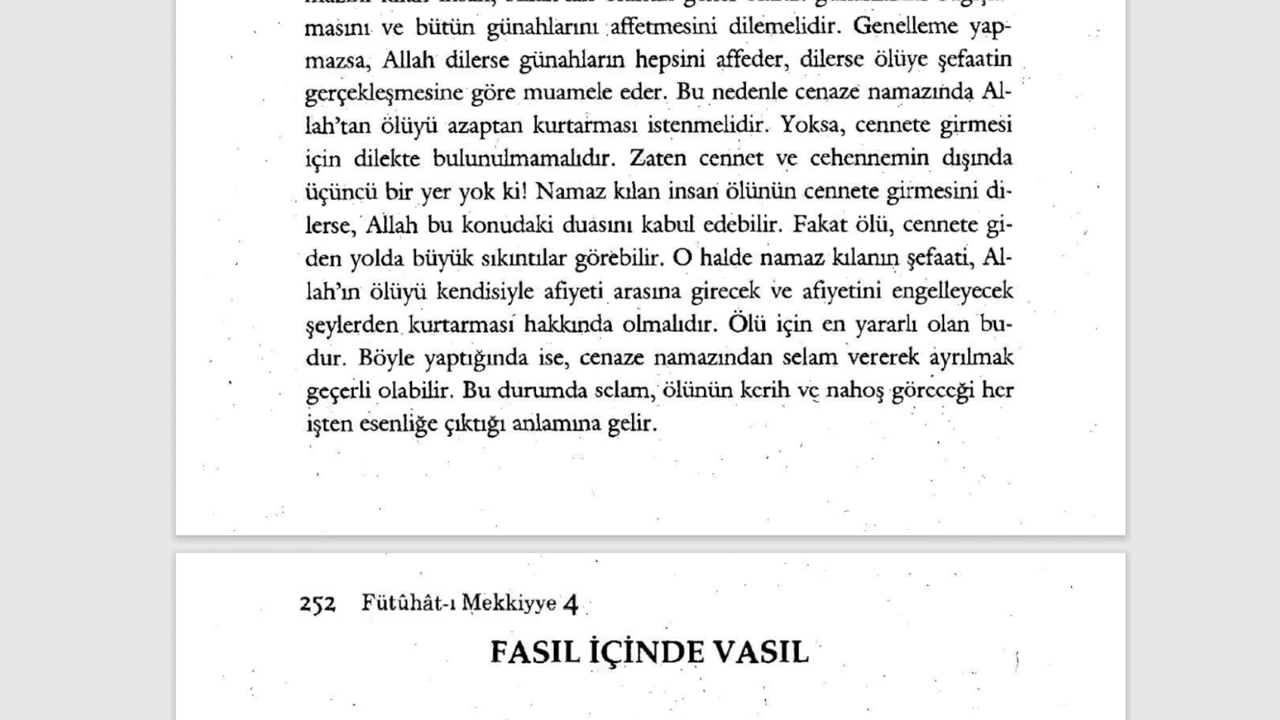 masını ve bütün günahlarını affetmesini dilemelidir. Genelleme yap-
mazsa, Allah dilerse günahların hepsini affeder, dilerse ölüye şefaatin
gerçekleşmesine göre muamele eder. Bu nedenle cenaze namazında Al-
lah'tan ölüyü azaptan kurtarması istenmelidir. Yoksa, cennete girmesi
için dilekte bulunulmamalıdır. Zaten cennet ve cehennemin dışında
üçüncü bir yer yok ki! Namaz kılan insan ölünün cennete girmesini di-
lerse, Allah bu konudaki duasını kabul edebilir. Fakat ölü, cennete gi-
den yolda büyük sıkıntılar görebilir. O halde namaz kılanın şefaati, Al-
lah'ın ölüyü kendisiyle afiyeti arasına girecek ve afiyetini engelleyecek
şeylerden kurtarması hakkında olmalıdır. Ölü için en yararlı olan bu-
dur. Böyle yaptığında ise, cenaze namazından selam vererek ayrılmak
geçerli olabilir. Bu durumda selam, ölünün kerih ve nahoş göreceği her
işten esenliğe çıktığı anlamına gelir.
252 Fütûhât-ı Mekkiyye 4
FASIL İÇİNDE VASIL